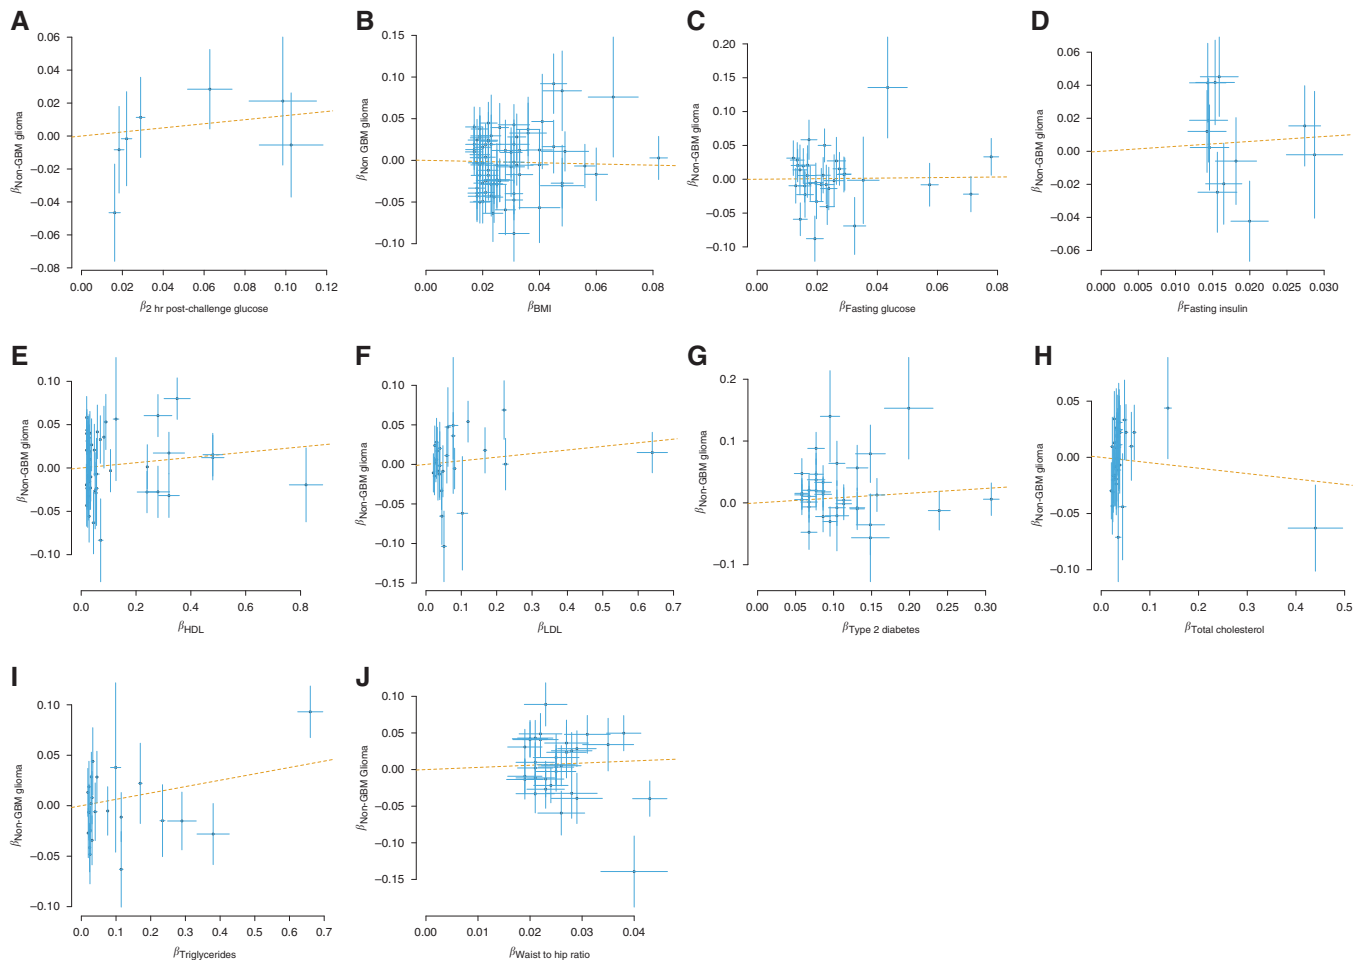 A
B
C
D
βNon-GBM glioma
0.06
0.04
0.02
0.00
−0.02
−0.04
−0.06
−0.08
0.00 0.02 0.04 0.06 0.08 0.10 0.12
β2 hr post-challenge glucose
βNon GBM glioma
0.15
0.10
0.05
0.00
−0.05
−0.10
0.00 0.02 0.04 0.06 0.08
βBMI
βNon-GBM glioma
0.20
0.15
0.10
0.05
0.00
−0.05
−0.10
0.00 0.02 0.04 0.06 0.08
βFasting glucose
βNon-GBM glioma
0.06
0.04
0.02
0.00
−0.02
−0.04
−0.06
0.000 0.005 0.010 0.015 0.020 0.025 0.030
βFasting insulin
E
F
G
H
βNon-GBM glioma
0.10
0.05
0.00
−0.05
−0.10
0.0 0.2 0.4 0.6 0.8
βHDL
βNon-GBM glioma
0.10
0.05
0.00
−0.05
−0.10
−0.15
0.0 0.1 0.2 0.3 0.4 0.5 0.6 0.7
βLDL
βNon-GBM glioma
0.2
0.1
0.0
−0.1
0.00 0.05 0.10 0.15 0.20 0.30
βType 2 diabetes
βNon-GBM glioma
0.05
0.00
−0.05
−0.10
0.0 0.1 0.2 0.3 0.4 0.5
βTotal cholesterol
I
J
βNon-GBM glioma
0.10
0.05
0.00
−0.05
−0.10
0.0 0.1 0.2 0.3 0.4 0.5 0.6 0.7
βTriglycerides
βNon-GBM Glioma
0.10
0.05
0.00
−0.05
−0.10
−0.15
0.00 0.01 0.02 0.03 0.04
βWaist to hip ratio